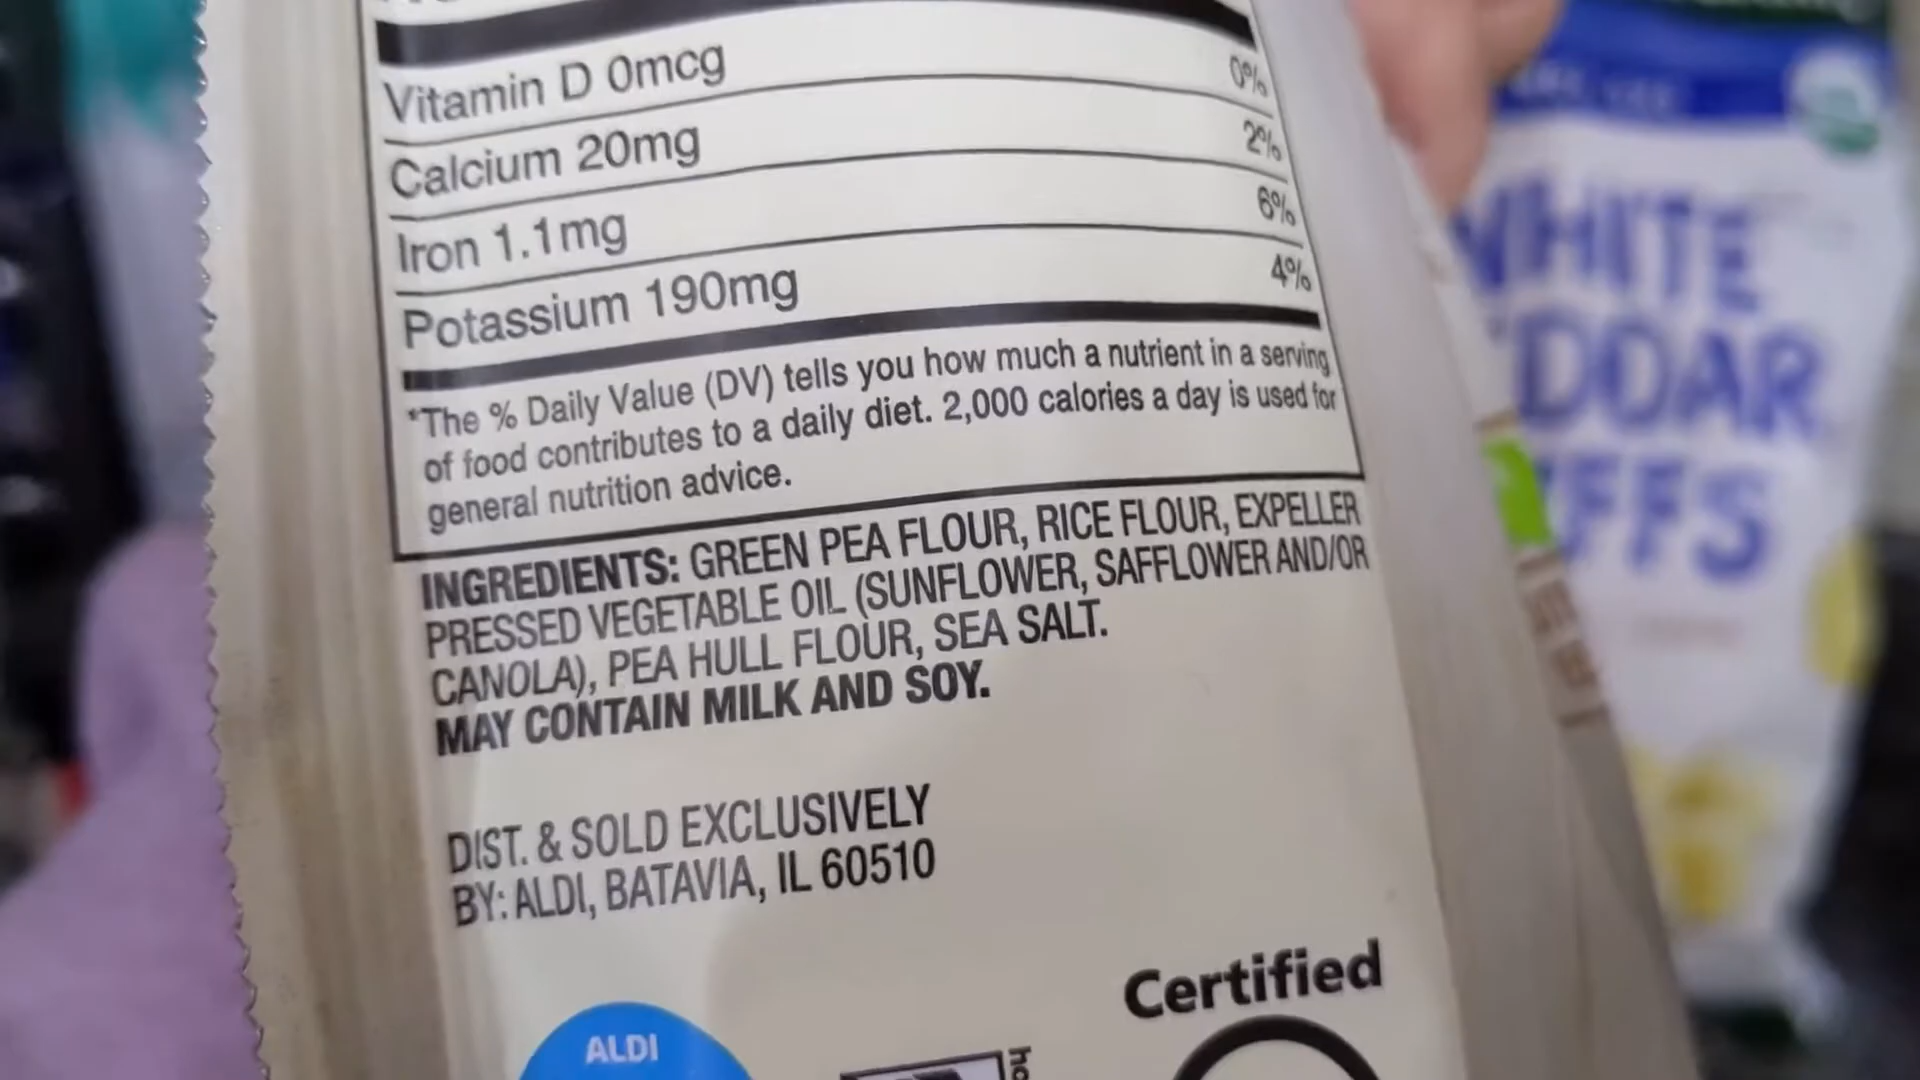 Vitamin D 0mcg 0%
Calcium 20mg 2%
Iron 1.1mg 6%
Potassium 190mg 4%
*The % Daily Value (DV) tells you how much a nutrient in a serving
of food contributes to a daily diet. 2,000 calories a day is used for
general nutrition advice.
INGREDIENTS: GREEN PEA FLOUR, RICE FLOUR, EXPELLER
PRESSED VEGETABLE OIL (SUNFLOWER, SAFFLOWER AND/OR
CANOLA), PEA HULL FLOUR, SEA SALT.
MAY CONTAIN MILK AND SOY.
DIST. & SOLD EXCLUSIVELY
BY: ALDI, BATAVIA, IL 60510
Certified
ALDI
WHITE
DDAR
FFS